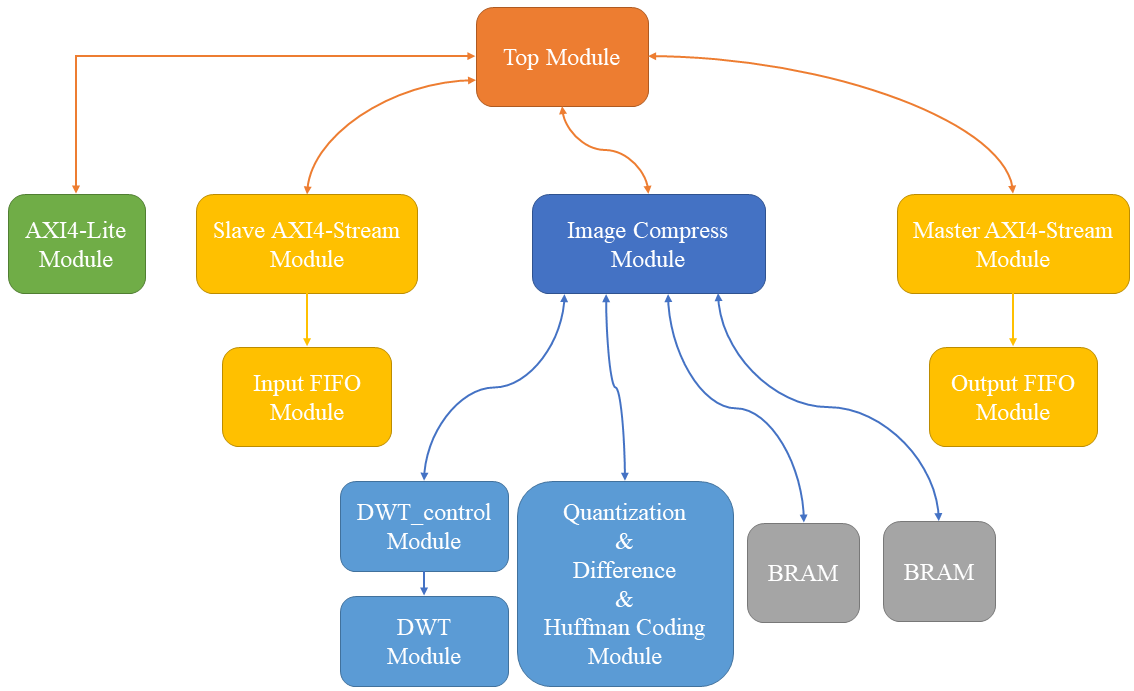 Top Module
AXI4-Lite
Module
Slave AXI4-Stream
Module
Image Compress
Module
Master AXI4-Stream
Module
Input FIFO
Module
Output FIFO
Module
DWT_control
Module
Quantization
&
Difference
&
Huffman Coding
Module
BRAM
BRAM
DWT
Module